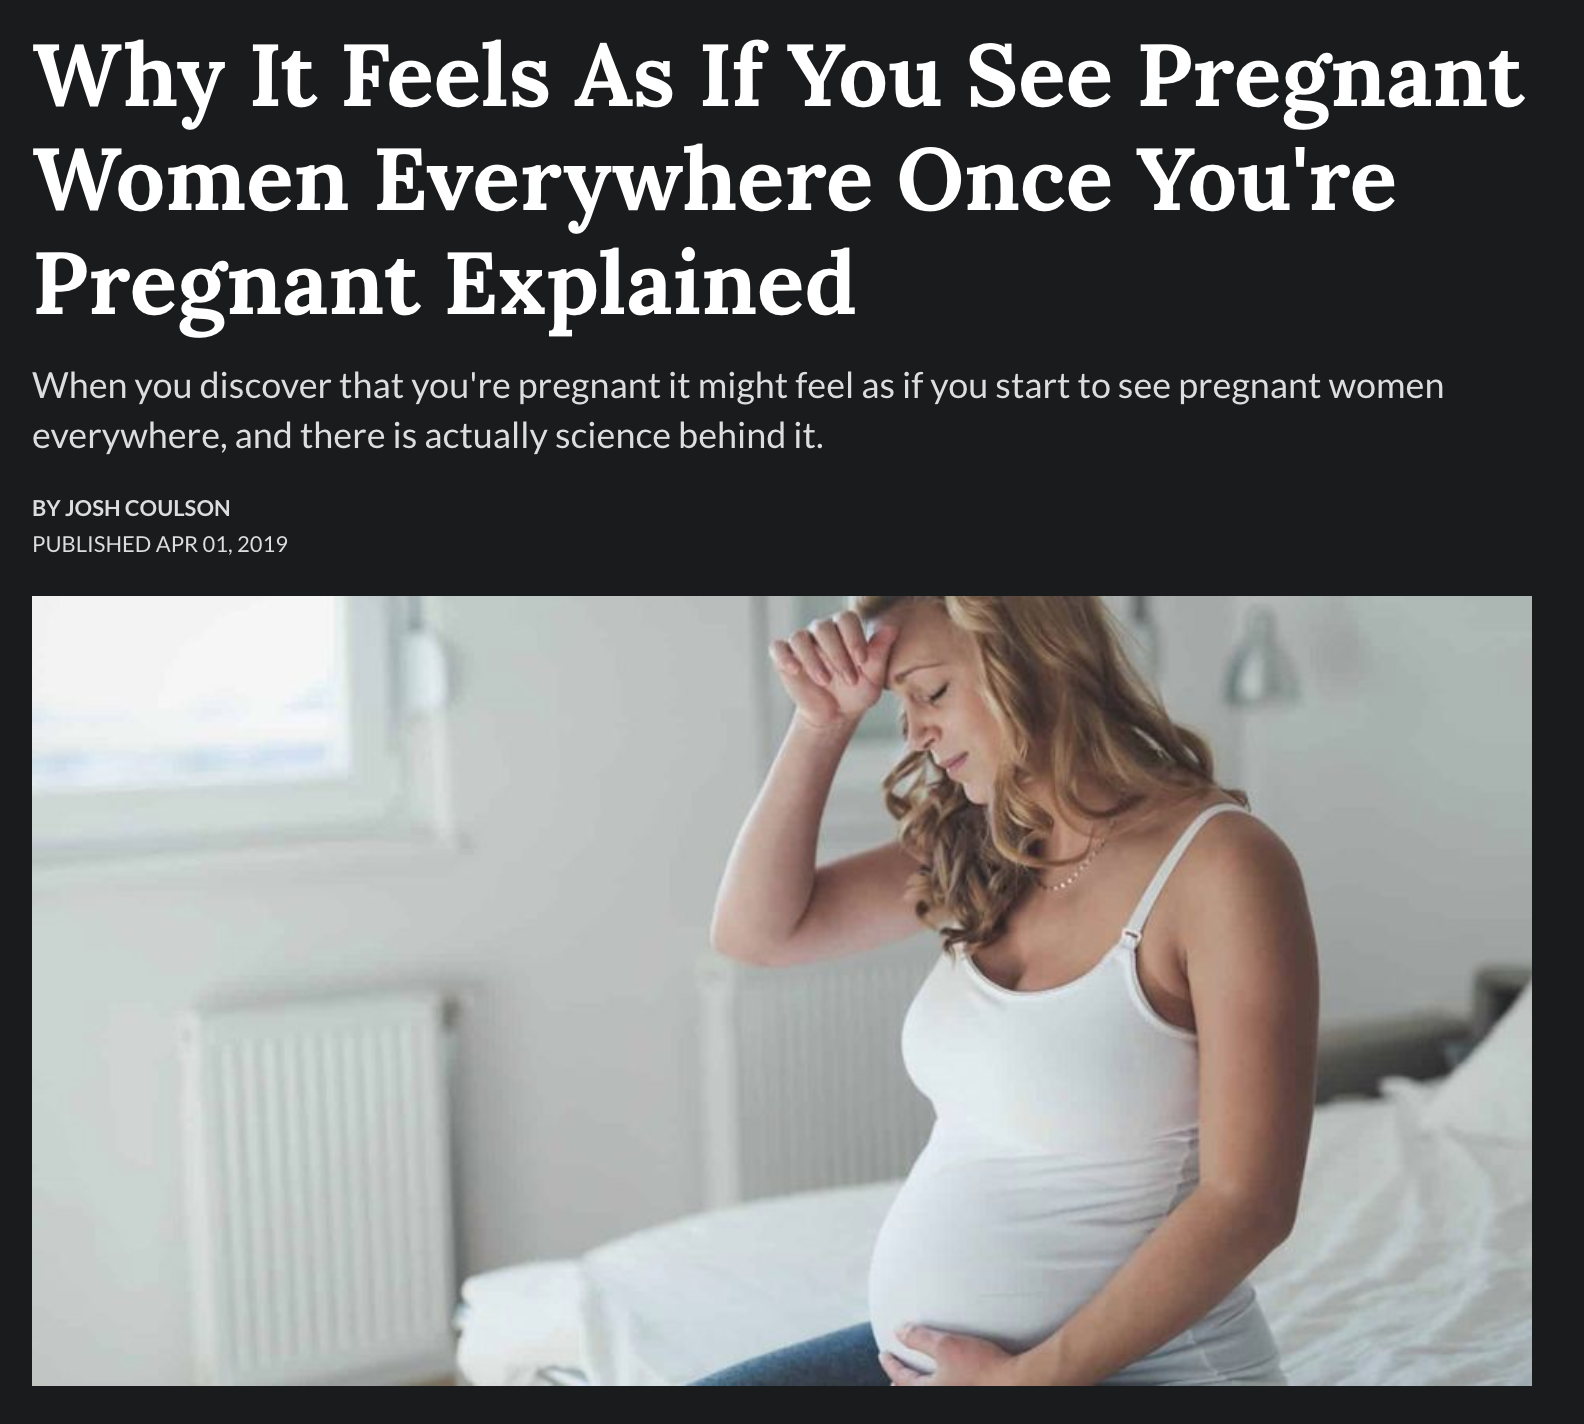 Why It Feels As If You See Pregnant
Women Everywhere Once You're
Pregnant Explained
When you discover that you're pregnant it might feel as if you start to see pregnant women
everywhere, and there is actually science behind it.
BY JOSH COULSON
PUBLISHED APR 01, 2019